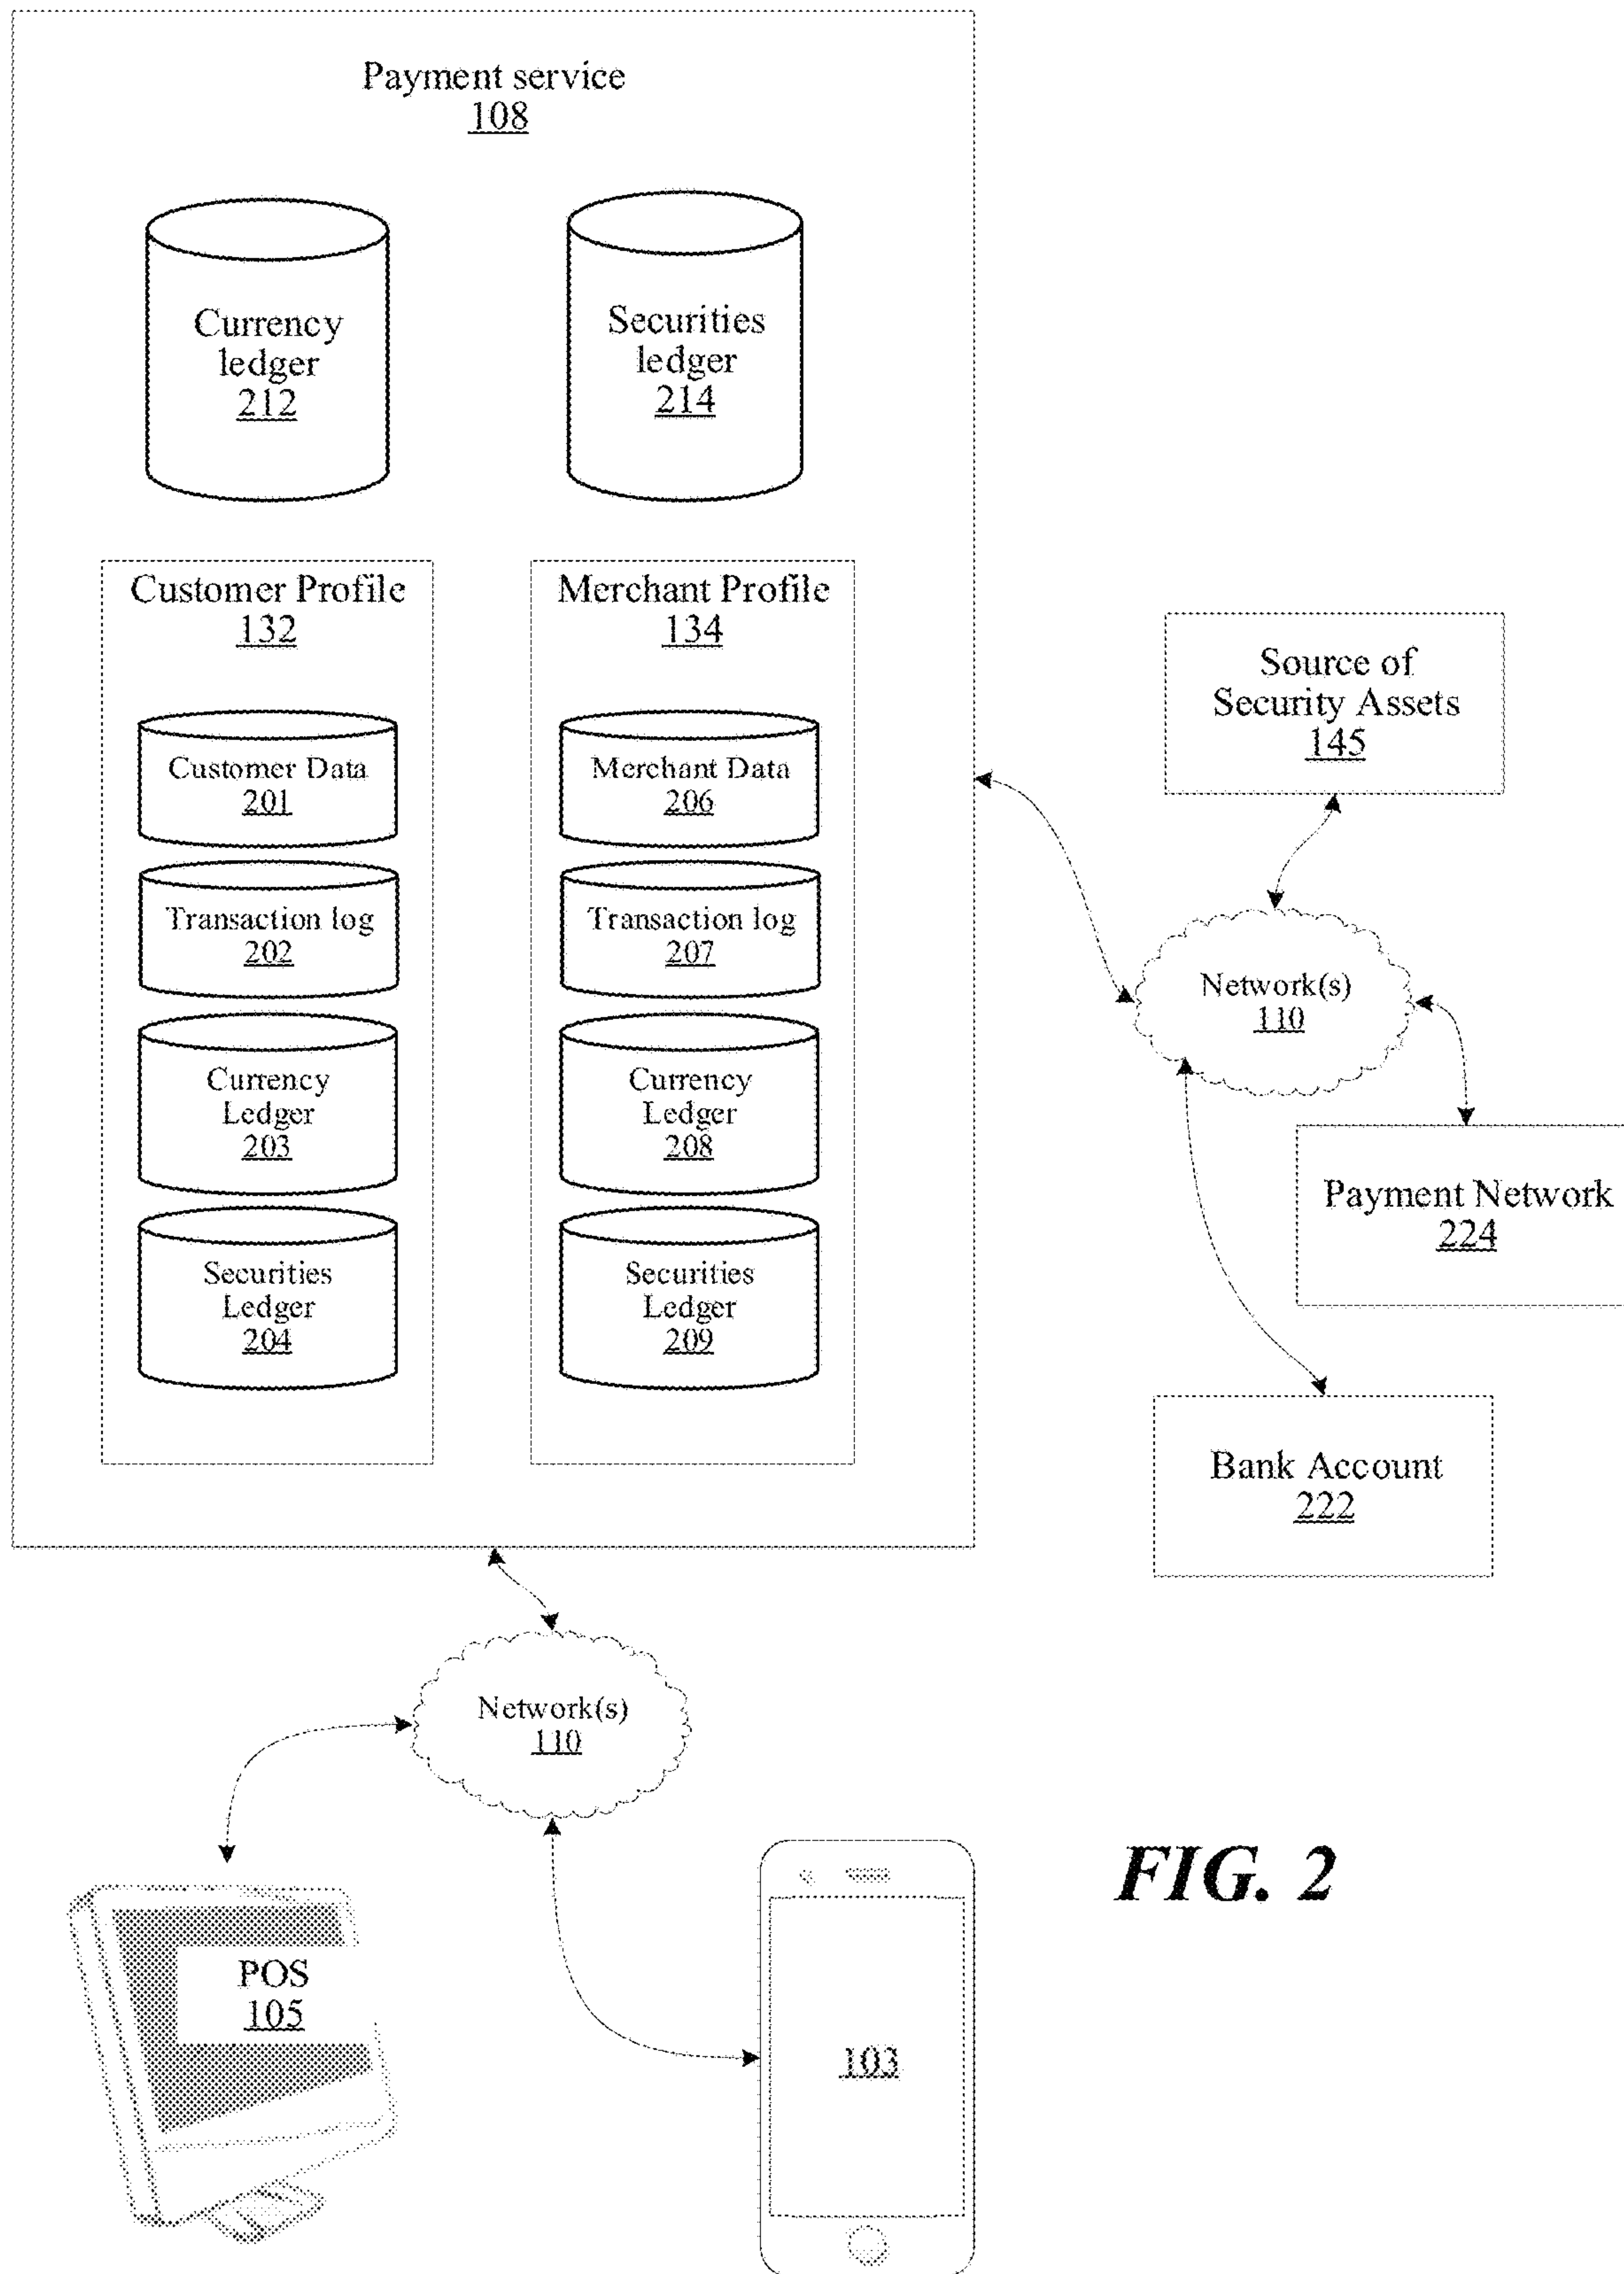 Payment service
108
Currency
ledger
212
Securities
ledger
214
Customer Profile
132
Customer Data
201
Transaction log
202
Currency
Ledger
203
Securities
Ledger
204
Merchant Profile
134
Merchant Data
206
Transaction log
207
Currency
Ledger
208
Securities
Ledger
209
Source of
Security Assets
145
Network(s)
110
Payment Network
224
Bank Account
222
Network(s)
110
POS
105
103
FIG. 2